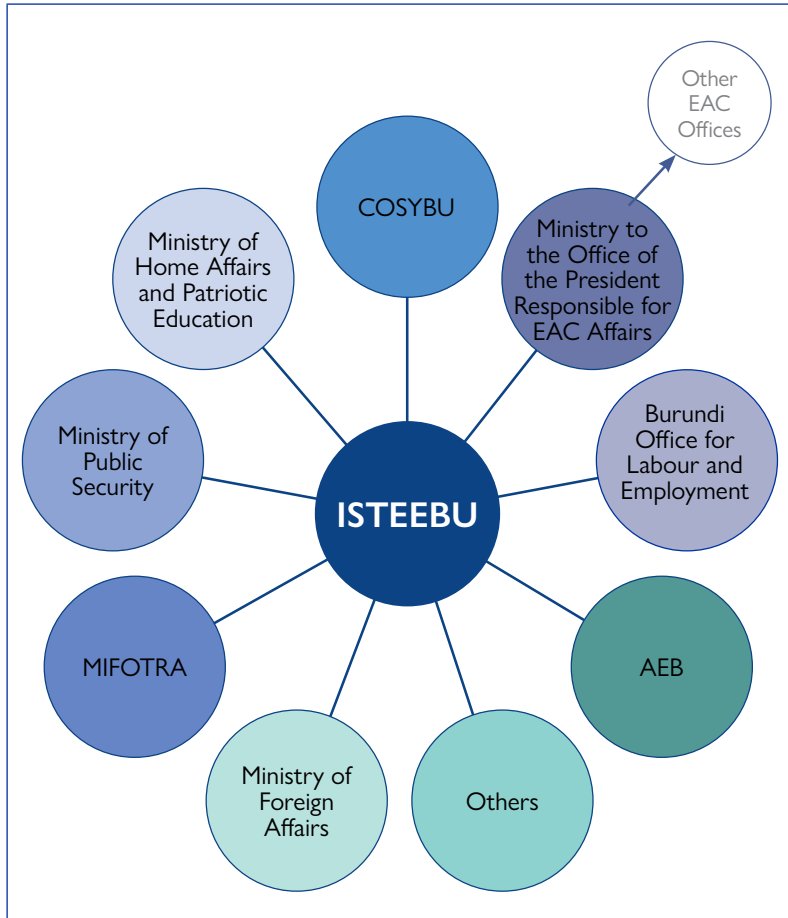 Other
EAC
Offices
COSYBU
Ministry to
the Office of
the President
Responsible for
EAC Affairs
Ministry of
Home Affairs
and Patriotic
Education
Burundi
Office for
Labour and
Employment
Ministry of
Public
Security
ISTEEBU
MIFOTRA
AEB
Ministry of
Foreign
Affairs
Others